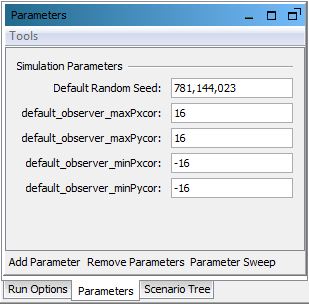 Parameters
Tools
Simulation Parameters
Default Random Seed: 781,144,023
default_observer_maxPxcor: 16
default_observer_maxPycor: 16
default_observer_minPxcor: -16
default_observer_minPycor: -16
Add Parameter Remove Parameters Parameter Sweep
Run Options Parameters Scenario Tree